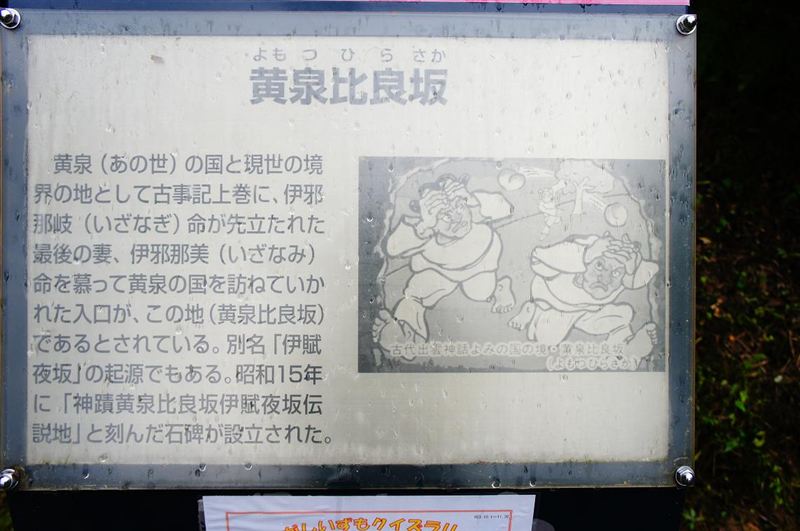 よもつひらさか
黄泉比良坂
黄泉（あの世）の国と現世の境
界の地として古事記上巻に、伊邪
那岐（いざなぎ）命が先立たれた
最後の妻、伊邪那美（いざなみ）
命を慕って黄泉の国を訪ねていか
れた入口が、この地（黄泉比良坂）
であるとされている。別名「伊賦
夜坂」の起源でもある。昭和15年
に「神蹟黄泉比良坂伊賦夜坂伝
説地」と刻んだ石碑が設立された。
古代出雲神話よみの国の境・黄泉比良坂
（よもつひらさか）